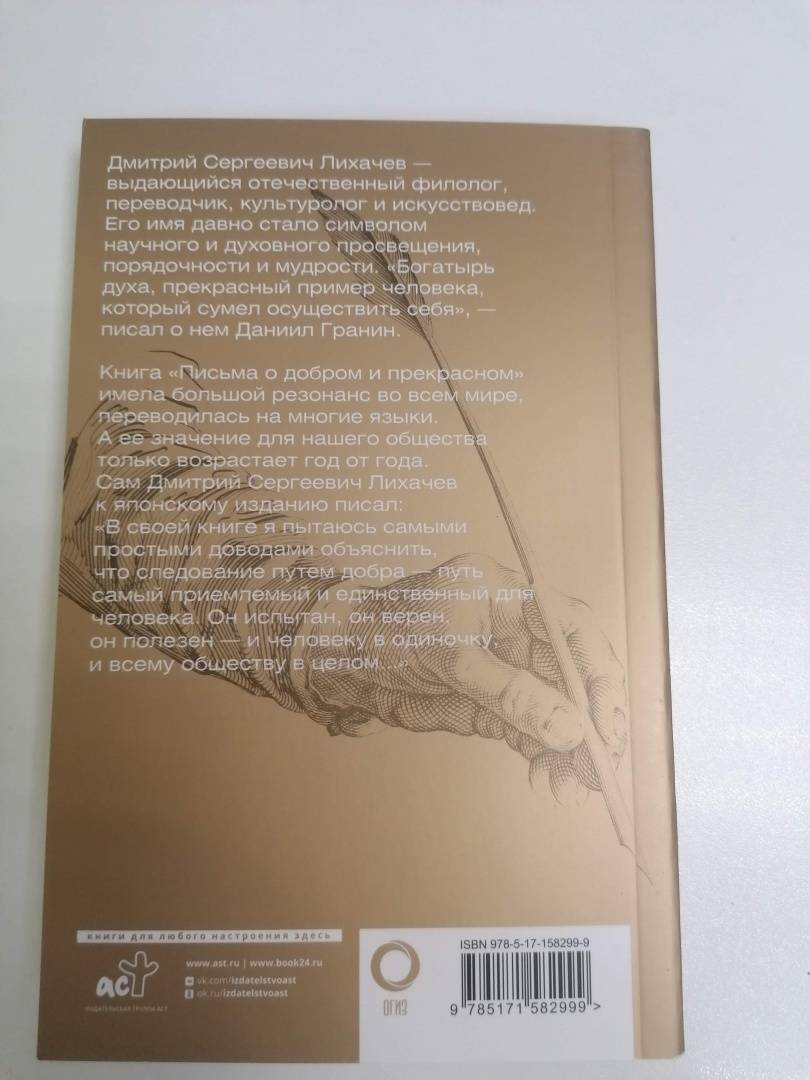 Дмитрий Сергеевич Лихачев —
выдающийся отечественный филолог,
переводчик, культуролог и искусствовед.
Его имя давно стало символом
научного и духовного просвещения,
порядочности и мудрости. «Богатырь
духа, прекрасный пример человека,
который сумел осуществить себя», —
писал о нем Даниил Гранин.
Книга «Письма о добром и прекрасном»
имела большой резонанс во всем мире,
переводилась на многие языки.
А ее значение для нашего общества
только возрастает год от года.
Сам Дмитрий Сергеевич Лихачев
к японскому изданию писал:
«В своей книге я пытаюсь самыми
простыми доводами объяснить,
что следование путем добра — путь
самый приемлемый и единственный для
человека. Он испытан, он верен,
он полезен — и человеку в одиночку,
и всему обществу в целом...»
книги для любого настроения здесь
аст
ИЗДАТЕЛЬСКАЯ ГРУППА АСТ
www.ast.ru | www.book24.ru
vk.com/izdatelstvoast
ok.ru/izdatelstvoast
ОГИЗ
ISBN 978-5-17-158299-9
9 785171 582999 >